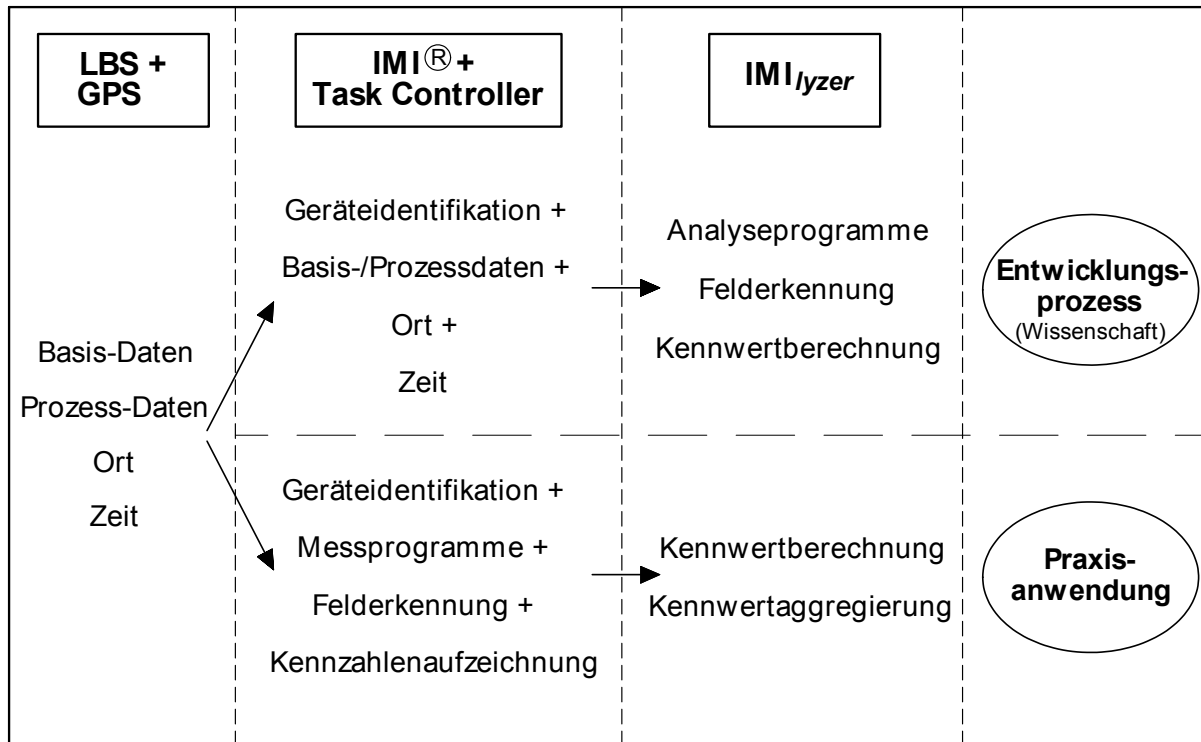 LBS +
GPS
IMI® +
Task Controller
IMIlyzer
Basis-Daten
Prozess-Daten
Ort
Zeit
Geräteidentifikation +
Basis-/Prozessdaten +
Ort +
Zeit
Analyseprogramme
Felderkennung
Kennwertberechnung
Entwicklungs-
prozess
(Wissenschaft)
Geräteidentifikation +
Messprogramme +
Felderkennung +
Kennzahlenaufzeichnung
Kennwertberechnung
Kennwertaggregierung
Praxis-
anwendung